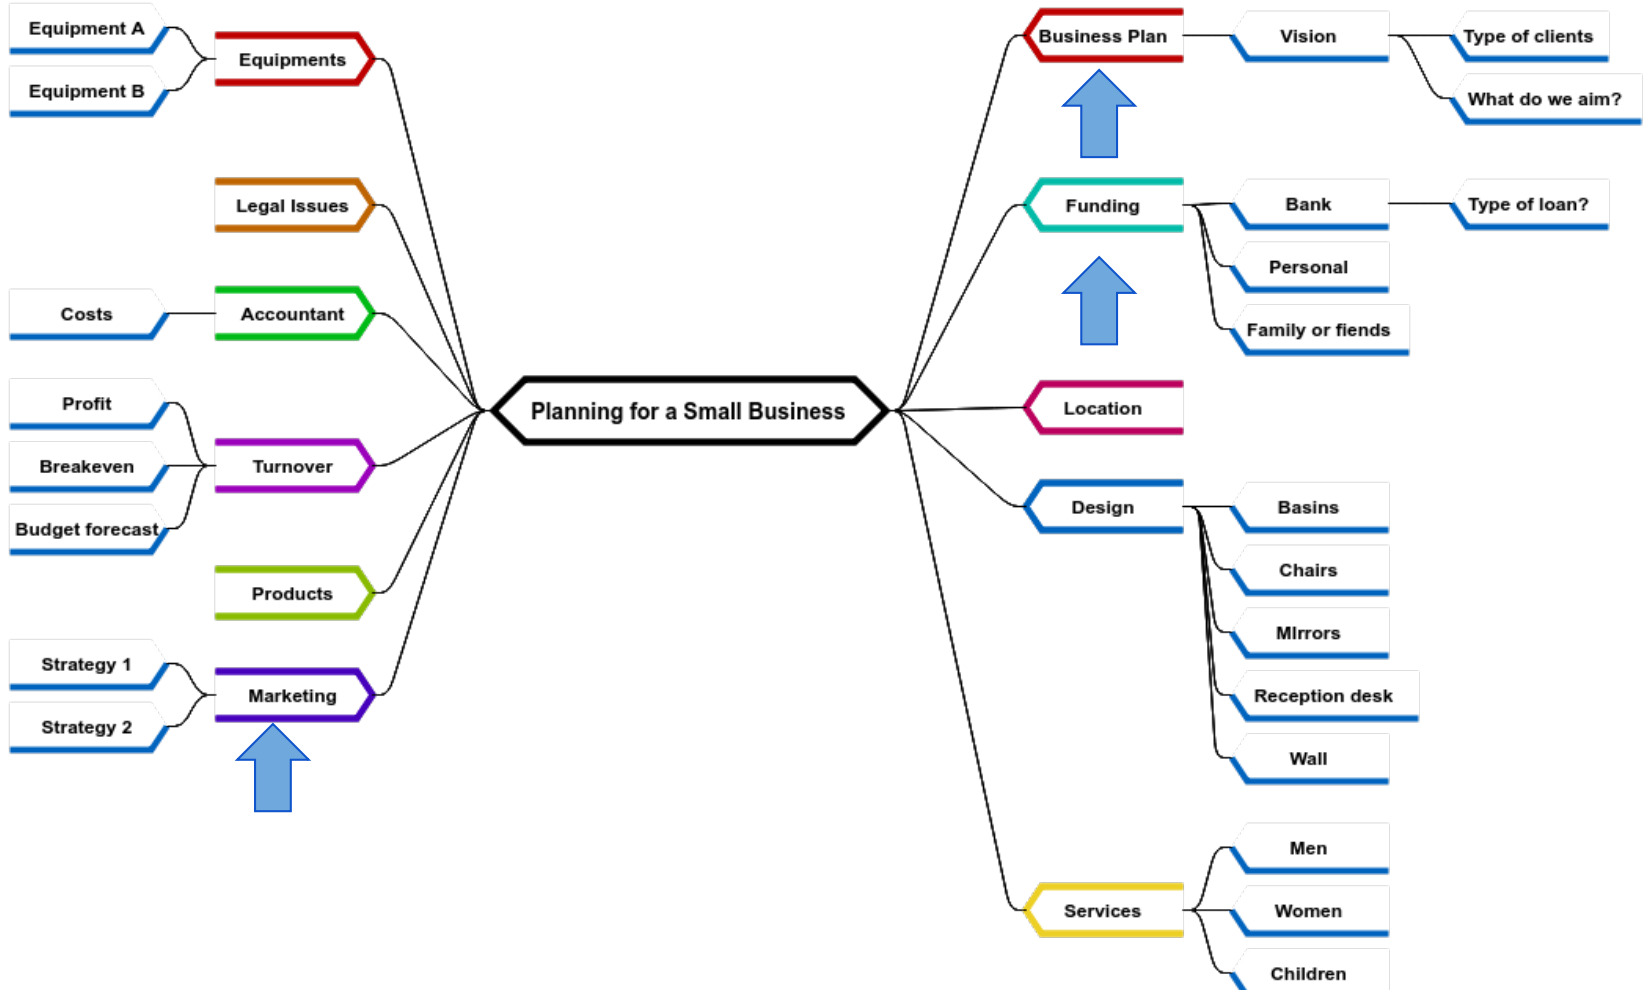 Equipment A
Equipment B
Equipments
Legal Issues
Costs
Accountant
Profit
Breakeven
Budget forecast
Turnover
Products
Strategy 1
Strategy 2
Marketing
Planning for a Small Business
Business Plan
Vision
Type of clients
What do we aim?
Funding
Bank
Type of loan?
Personal
Family or fiends
Location
Design
Basins
Chairs
MIrrors
Reception desk
Wall
Services
Men
Women
Children